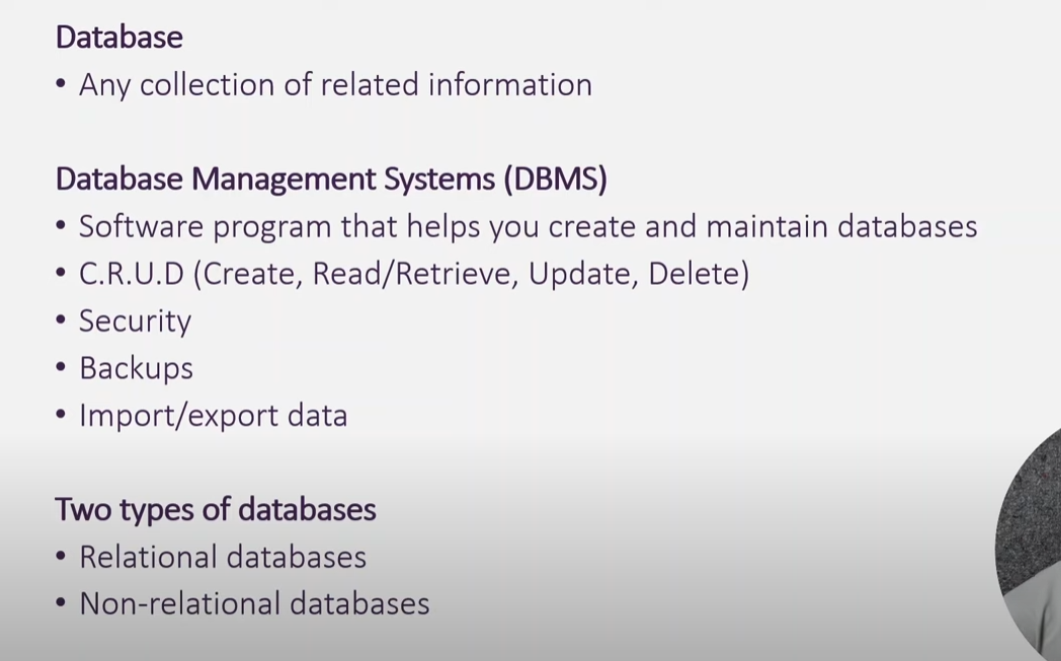 Database
• Any collection of related information
Database Management Systems (DBMS)
• Software program that helps you create and maintain databases
• C.R.U.D (Create, Read/Retrieve, Update, Delete)
• Security
• Backups
• Import/export data
Two types of databases
• Relational databases
• Non-relational databases